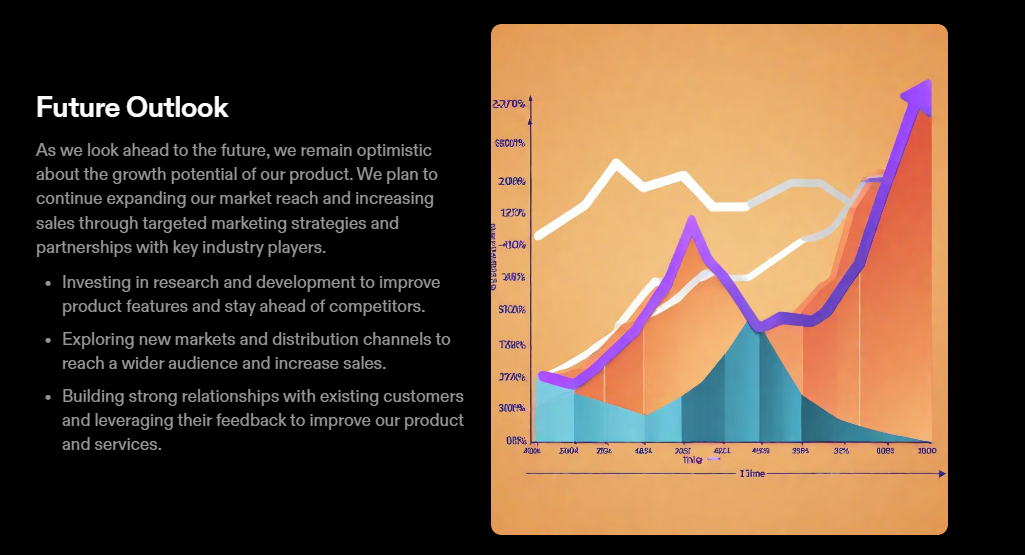 Future Outlook
As we look ahead to the future, we remain optimistic
about the growth potential of our product. We plan to
continue expanding our market reach and increasing
sales through targeted marketing strategies and
partnerships with key industry players.
• Investing in research and development to improve
product features and stay ahead of competitors.
• Exploring new markets and distribution channels to
reach a wider audience and increase sales.
• Building strong relationships with existing customers
and leveraging their feedback to improve our product
and services.